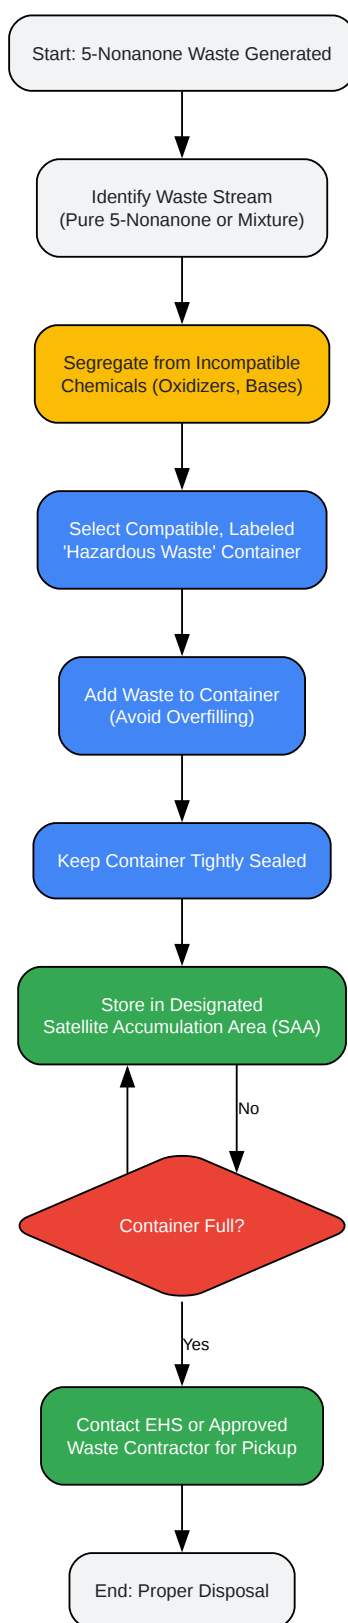 Start: 5-Nonanone Waste Generated
Identify Waste Stream
(Pure 5-Nonanone or Mixture)
Segregate from Incompatible
Chemicals (Oxidizers, Bases)
Select Compatible, Labeled
'Hazardous Waste' Container
Add Waste to Container
(Avoid Overfilling)
Keep Container Tightly Sealed
Store in Designated
Satellite Accumulation Area (SAA)
No
Container Full?
Yes
Contact EHS or Approved
Waste Contractor for Pickup
End: Proper Disposal